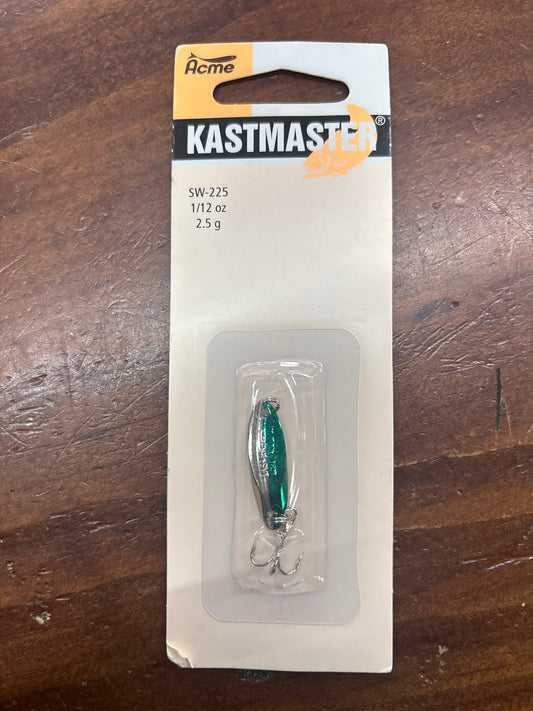 Acme
KASTMASTER®
SW-225
1/12 oz
2.5 g